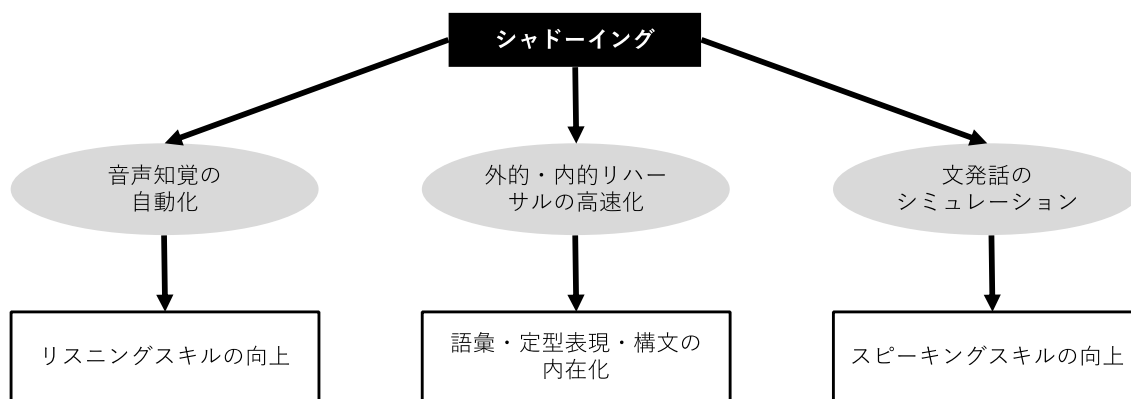 シャドーイング
音声知覚の
自動化
外的・内的リハー
サルの高速化
文発話の
シミュレーション
リスニングスキルの向上
語彙・定型表現・構文の
内在化
スピーキングスキルの向上